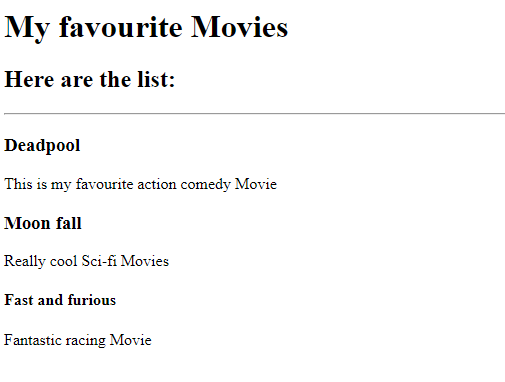 My favourite Movies
Here are the list:
Deadpool
This is my favourite action comedy Movie
Moon fall
Really cool Sci-fi Movies
Fast and furious
Fantastic racing Movie